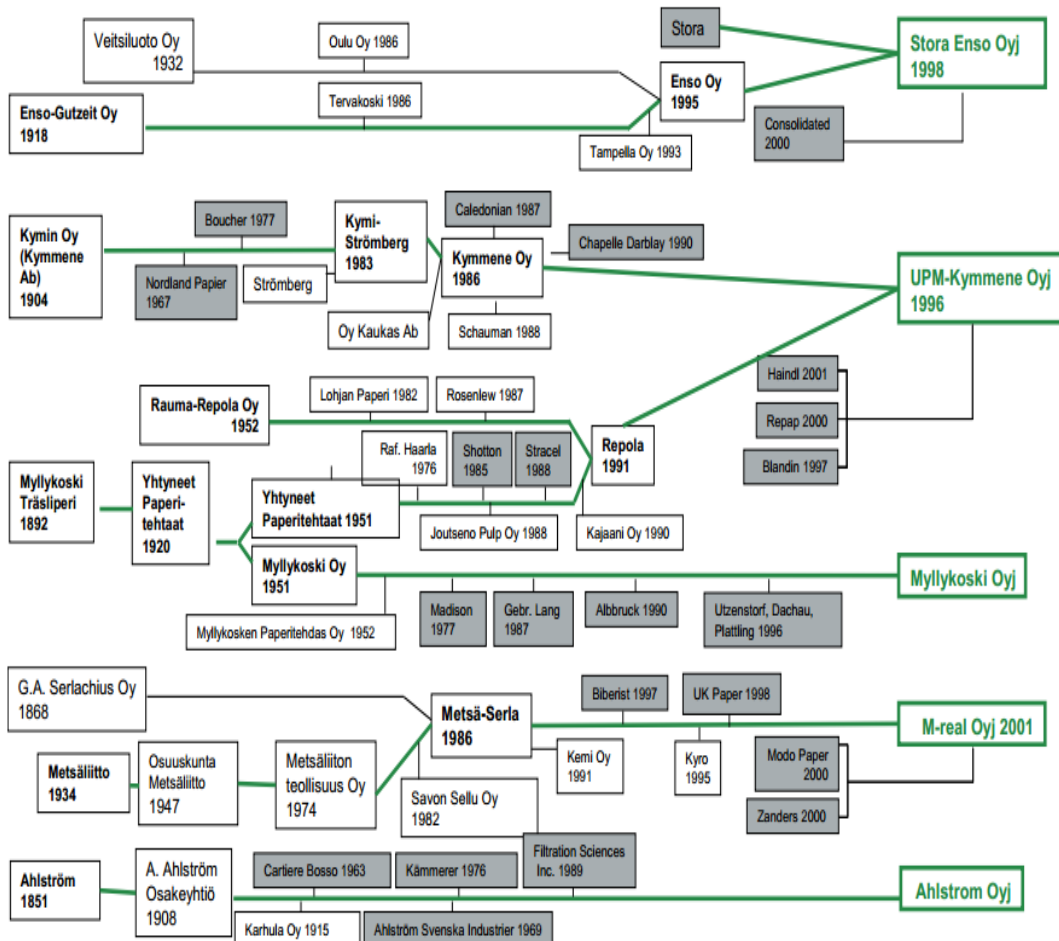 Veitsiluoto Oy
1932
Oulu Oy 1986
Stora
Stora Enso Oyj
1998
Enso-Gutzeit Oy
1918
Tervakoski 1986
Enso Oy
1995
Tampella Oy 1993
Consolidated
2000
Kymin Oy
(Kymmene
Ab)
1904
Boucher 1977
Nordland Papier
1967
Strömberg
Kymi-
Strömberg
1983
Caledonian 1987
Kymmene Oy
1986
Chapelle Darblay 1990
Oy Kaukas Ab
Schauman 1988
UPM-Kymmene Oyj
1996
Haindl 2001
Repap 2000
Blandin 1997
Rauma-Repola Oy
1952
Lohjan Paperi 1982
Rosenlew 1987
Raf. Haarla
1976
Shotton
1985
Stracel
1988
Repola
1991
Myllykoski
Träsliperi
1892
Yhtyneet
Paperi-
tehtaat
1920
Yhtyneet
Paperitehtaat 1951
Joutseno Pulp Oy 1988
Kajaani Oy 1990
Myllykoski Oy
1951
Myllykoski Oyj
Myllykosken Paperitehdas Oy 1952
Madison
1977
Gebr. Lang
1987
Albbruck 1990
Utzenstorf, Dachau,
Plattling 1996
G.A. Serlachius Oy
1868
Metsä-Serla
1986
Biberist 1997
UK Paper 1998
M-real Oyj 2001
Metsäliitto
1934
Osuuskunta
Metsäliitto
1947
Metsäliiton
teollisuus Oy
1974
Savon Sellu Oy
1982
Kemi Oy
1991
Kyro
1995
Modo Paper
2000
Zanders 2000
Ahlström
1851
A. Ahlström
Osakeyhtiö
1908
Cartiere Bosso 1963
Kämmerer 1976
Filtration Sciences
Inc. 1989
Ahlstrom Oyj
Karhula Oy 1915
Ahlström Svenska Industrier 1969